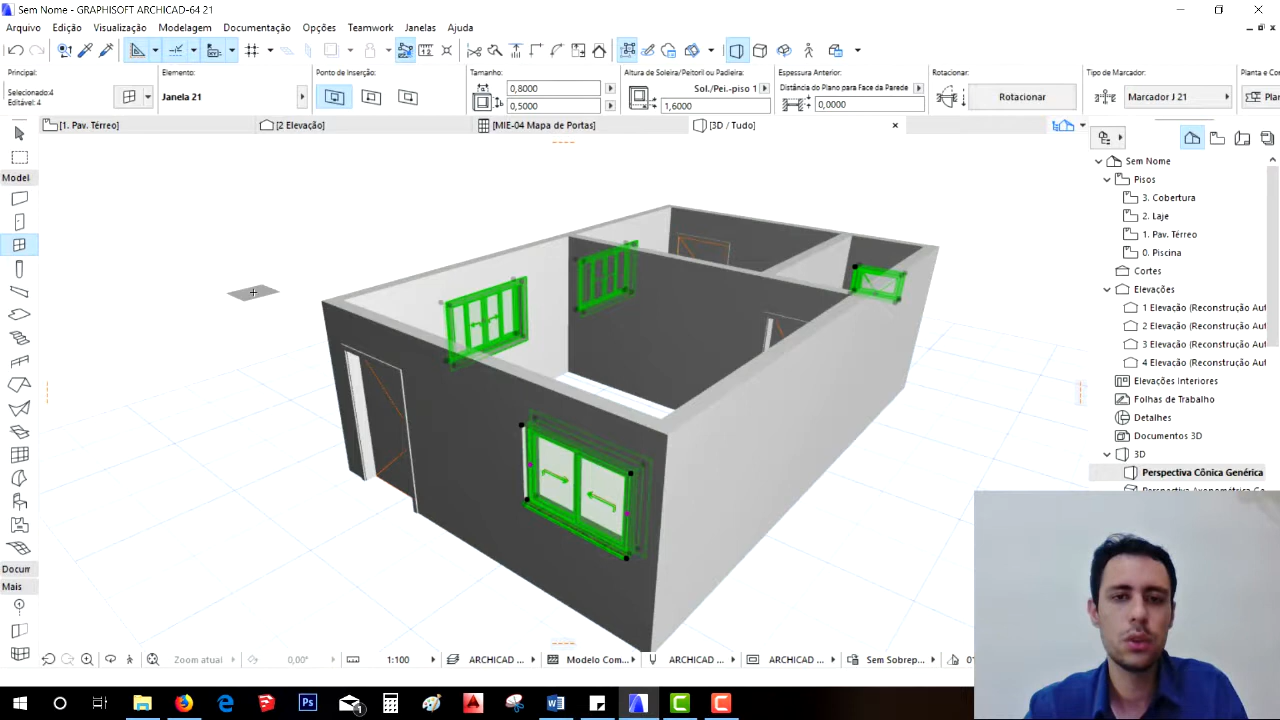 Sem Nome - GRAPHISOFT ARCHICAD-64 21
Arquivo Edição Visualização Modelagem Documentação Opções Teamwork Janelas Ajuda
Principal: Elemento: Ponto de Inserção: Tamanho: Altura de Soleira/Peitoril ou Padieira: Espessura Anterior: Rotacionar: Tipo de Marcador: Planta e Co
Selecionado:4
Editável: 4
Janela 21
0,8000
0,5000
Sol./Pei.-piso 1
1,6000
Distância do Plano para Face da Parede
0,0000
Rotacionar
Marcador J 21
Plar
[1. Pav. Térreo] [2 Elevação] [MIE-04 Mapa de Portas] [3D / Tudo]
Model
Docum
Mais
Sem Nome
Pisos
3. Cobertura
2. Laje
1. Pav. Térreo
0. Piscina
Cortes
Elevações
1 Elevação (Reconstrução Aut
2 Elevação (Reconstrução Aut
3 Elevação (Reconstrução Aut
4 Elevação (Reconstrução Aut
Elevações Interiores
Folhas de Trabalho
Detalhes
Documentos 3D
3D
Perspectiva Cônica Genérica
Zoom atual 0,00° 1:100 ARCHICAD ... Modelo Com... ARCHICAD ... ARCHICAD ... Sem Sobrep...
Ps